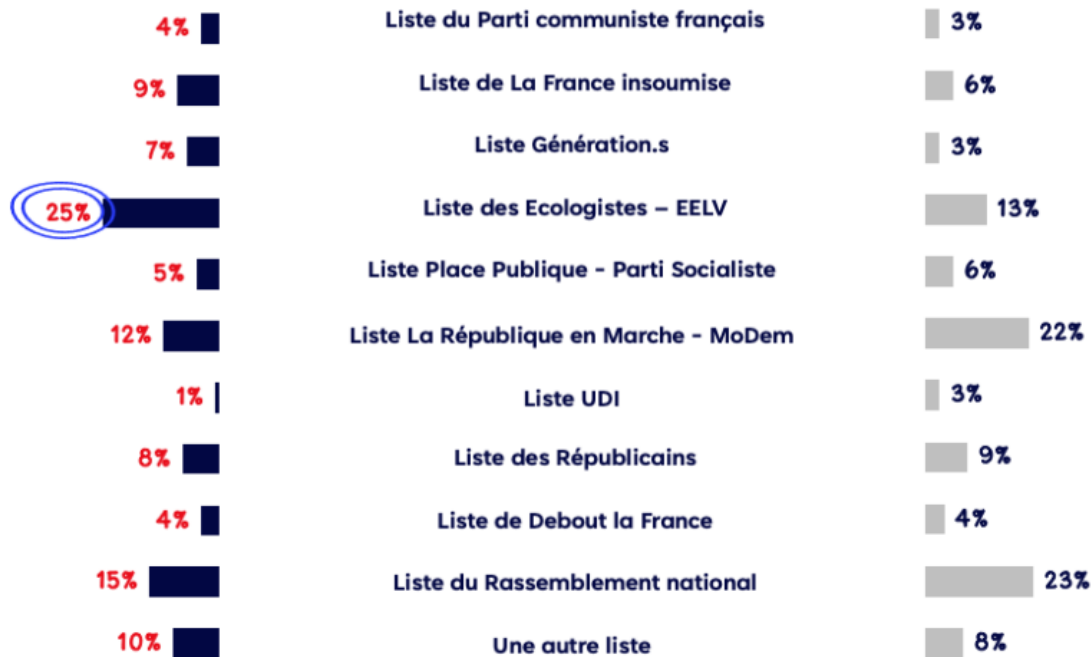 4% Liste du Parti communiste français 3%
9% Liste de La France insoumise 6%
7% Liste Génération.s 3%
25% Liste des Ecologistes – EELV 13%
5% Liste Place Publique - Parti Socialiste 6%
12% Liste La République en Marche - MoDem 22%
1% Liste UDI 3%
8% Liste des Républicains 9%
4% Liste de Debout la France 4%
15% Liste du Rassemblement national 23%
10% Une autre liste 8%